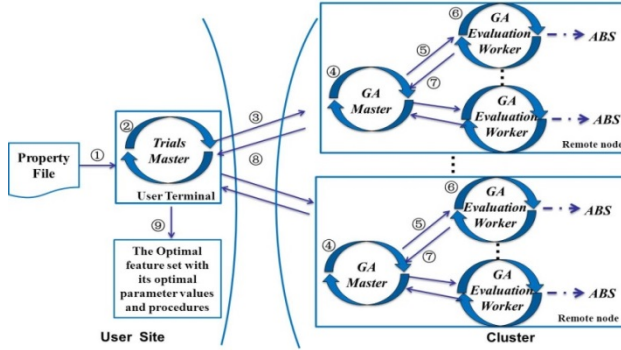 ⑥
GA
Evaluation
Worker
ABS
⑤
④
GA
Master
⑦
②
Trials
Master
③
GA
Evaluation
Worker
ABS
Remote node
Property
File
①
⑧
User Terminal
⑥
GA
Evaluation
Worker
ABS
⑤
④
GA
Master
⑦
⑨
The Optimal
feature set with
its optimal
parameter values
and procedures
GA
Evaluation
Worker
ABS
Remote node
User Site
Cluster